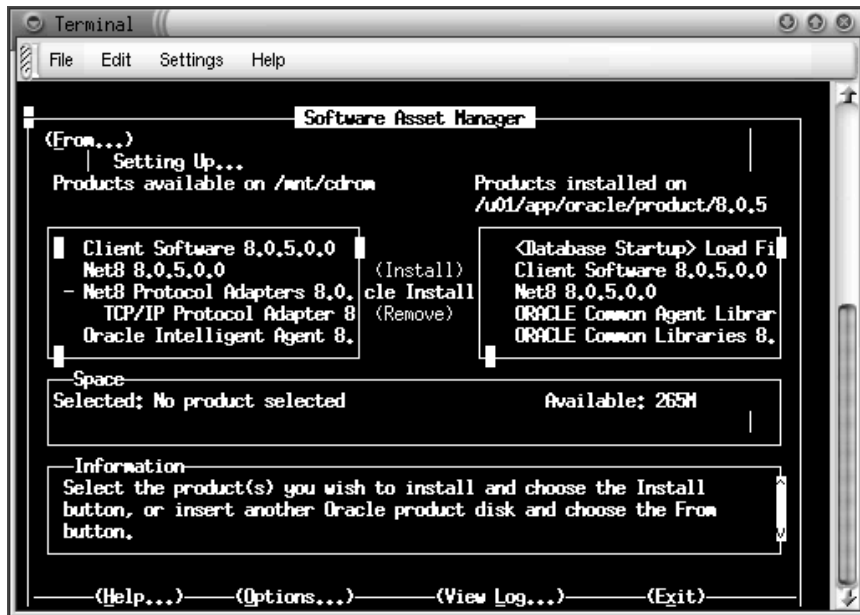 Terminal
File Edit Settings Help
Software Asset Manager
(From...)
Setting Up...
Products available on /mnt/cdrom
Products installed on
/u01/app/oracle/product/8.0.5
Client Software 8.0.5.0.0
Net8 8.0.5.0.0
- Net8 Protocol Adapters 8.0.
TCP/IP Protocol Adapter 8
Oracle Intelligent Agent 8.
(Install)
cle Install
(Remove)
<Database Startup> Load Fi
Client Software 8.0.5.0.0
Net8 8.0.5.0.0
ORACLE Common Agent Librar
ORACLE Common Libraries 8.
Space
Selected: No product selected Available: 265M
Information
Select the product(s) you wish to install and choose the Install
button, or insert another Oracle product disk and choose the From
button.
(Help...) (Options...) (View Log...) (Exit)